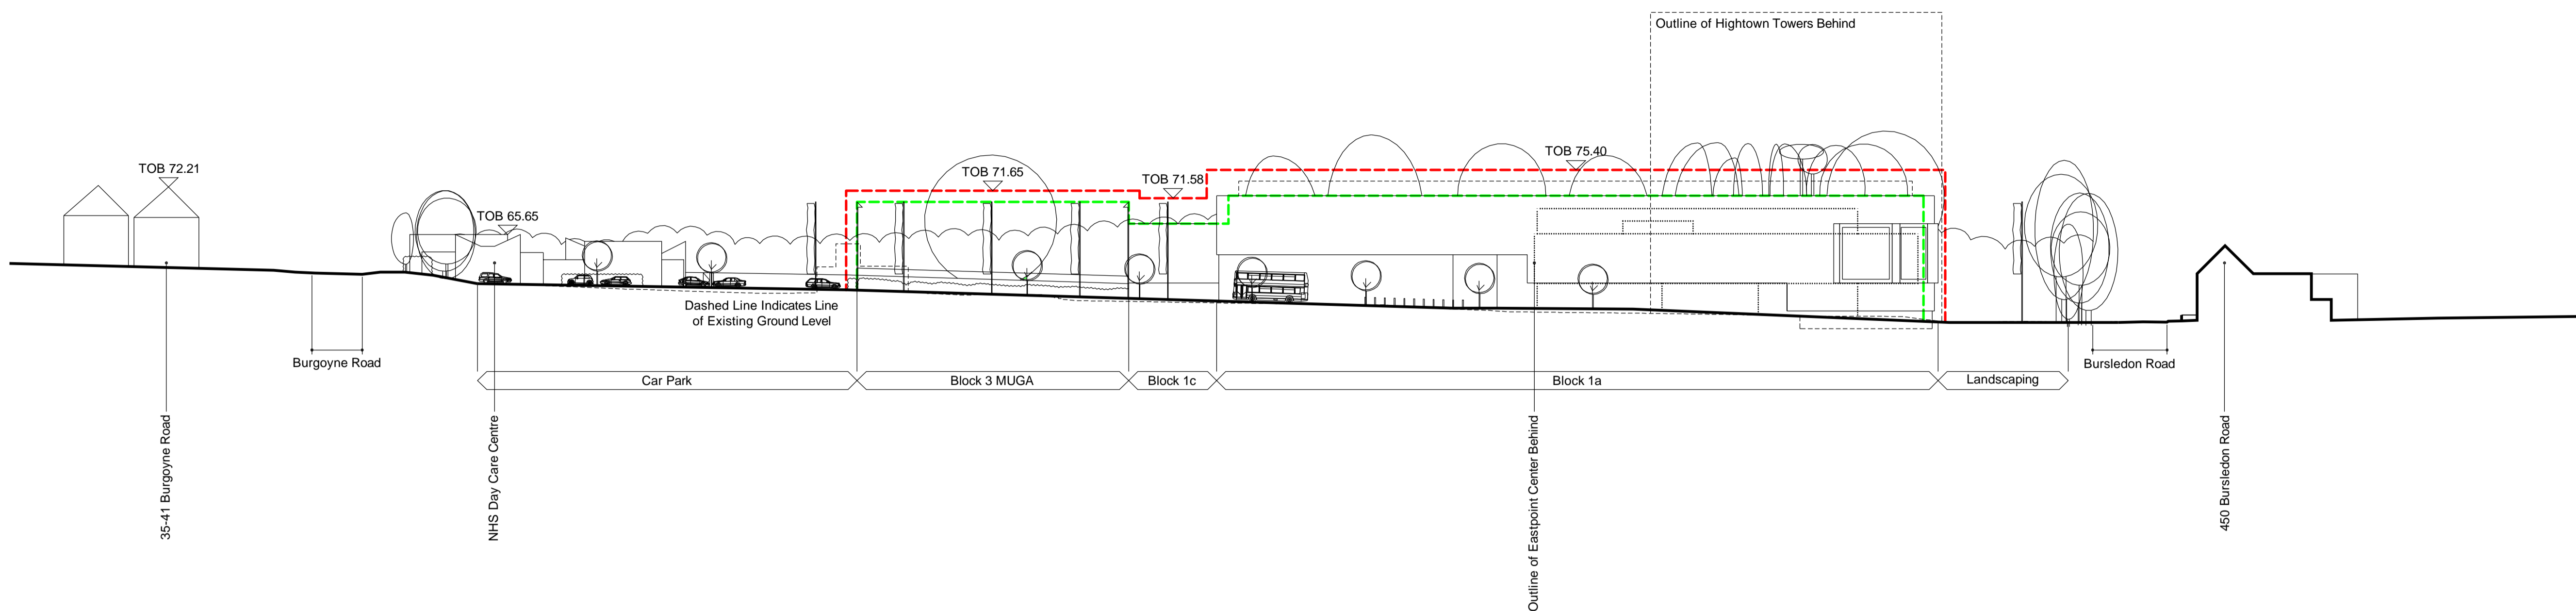 Outline of Hightown Towers Behind
TOB 72.21
TOB 65.65
TOB 71.65
TOB 71.58
TOB 75.40
Dashed Line Indicates Line
of Existing Ground Level
Burgoyne Road
Bursledon Road
Car Park
Block 3 MUGA
Block 1c
Block 1a
Landscaping
35-41 Burgoyne Road
NHS Day Care Centre
Outline of Eastpoint Center Behind
450 Bursledon Road